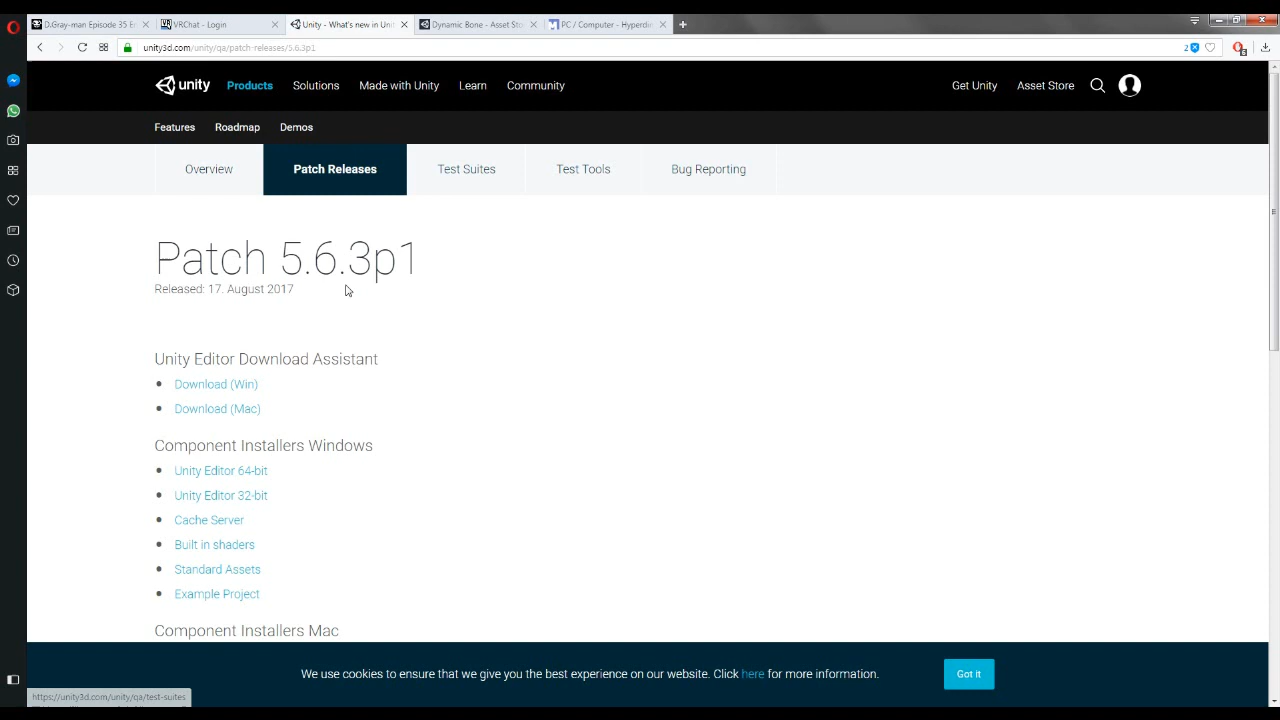 D.Gray-man Episode 35 En
VRChat - Login
Unity - What's new in Unit
Dynamic Bone - Asset Sto
PC / Computer - Hyperdim
unity3d.com/unity/qa/patch-releases/5.6.3p1
2
unity
Products
Solutions
Made with Unity
Learn
Community
Get Unity
Asset Store
Features
Roadmap
Demos
Overview
Patch Releases
Test Suites
Test Tools
Bug Reporting
Patch 5.6.3p1
Released: 17. August 2017
Unity Editor Download Assistant
Download (Win)
Download (Mac)
Component Installers Windows
Unity Editor 64-bit
Unity Editor 32-bit
Cache Server
Built in shaders
Standard Assets
Example Project
Component Installers Mac
We use cookies to ensure that we give you the best experience on our website. Click here for more information.
Got it
https://unity3d.com/unity/qa/test-suites